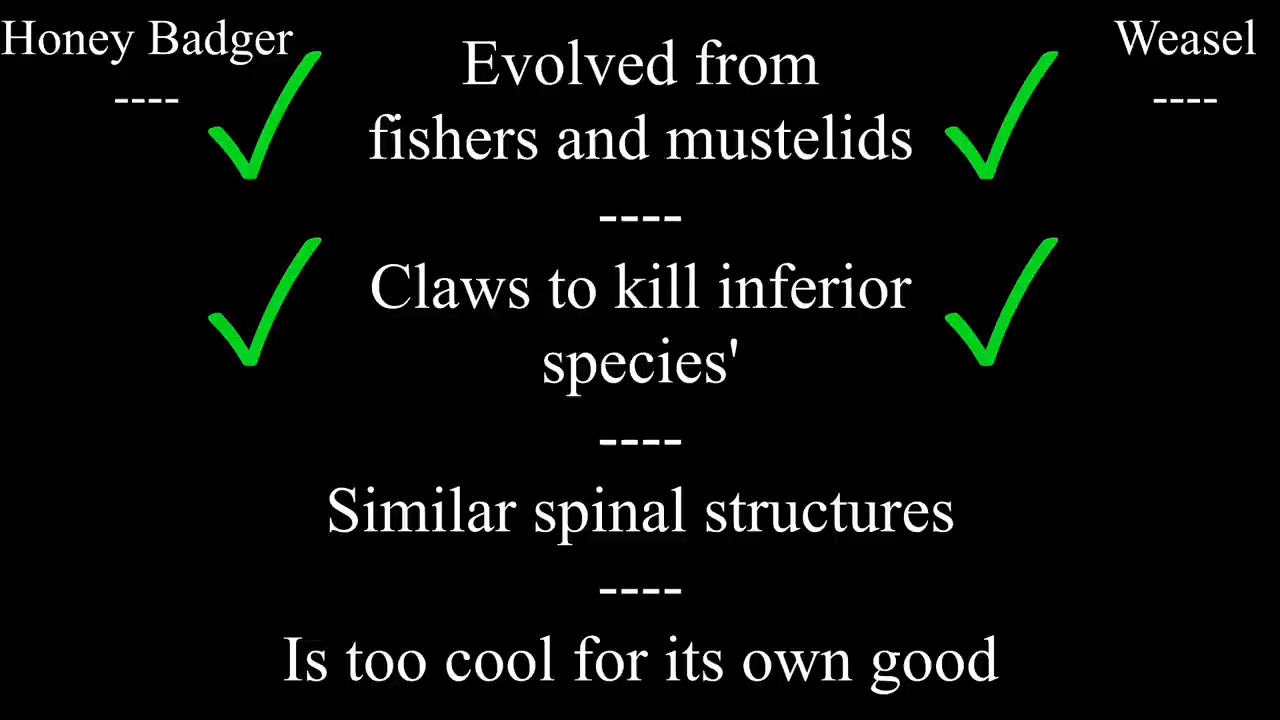 Honey Badger
----
Weasel
----
Evolved from
fishers and mustelids
----
Claws to kill inferior
species'
----
Similar spinal structures
----
Is too cool for its own good